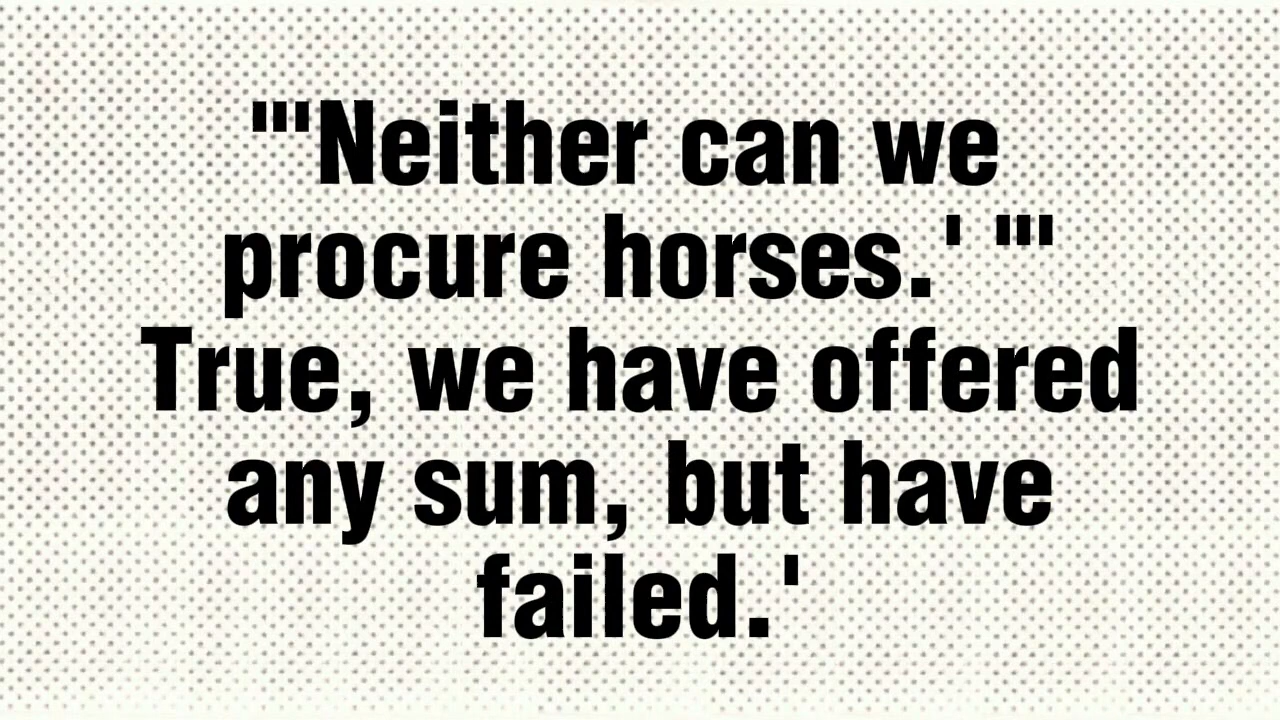 "'Neither can we
procure horses.' "'
True, we have offered
any sum, but have
failed.'